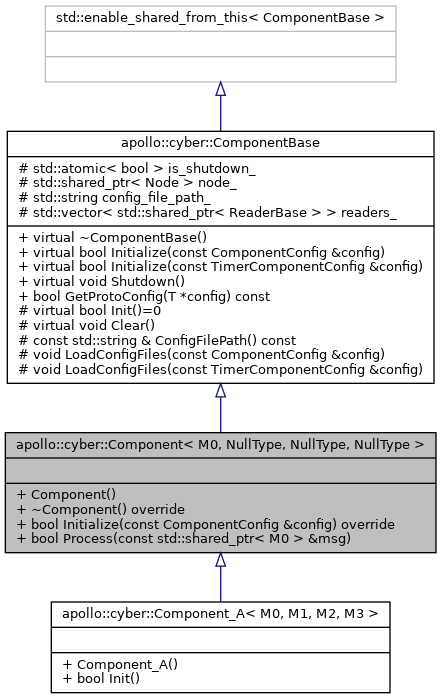 std::enable_shared_from_this< ComponentBase >
apollo::cyber::ComponentBase
# std::atomic< bool > is_shutdown_
# std::shared_ptr< Node > node_
# std::string config_file_path_
# std::vector< std::shared_ptr< ReaderBase > > readers_
+ virtual ~ComponentBase()
+ virtual bool Initialize(const ComponentConfig &config)
+ virtual bool Initialize(const TimerComponentConfig &config)
+ virtual void Shutdown()
+ bool GetProtoConfig(T *config) const
# virtual bool Init()=0
# virtual void Clear()
# const std::string & ConfigFilePath() const
# void LoadConfigFiles(const ComponentConfig &config)
# void LoadConfigFiles(const TimerComponentConfig &config)
apollo::cyber::Component< M0, NullType, NullType, NullType >
+ Component()
+ ~Component() override
+ bool Initialize(const ComponentConfig &config) override
+ bool Process(const std::shared_ptr< M0 > &msg)
apollo::cyber::Component_A< M0, M1, M2, M3 >
+ Component_A()
+ bool Init()